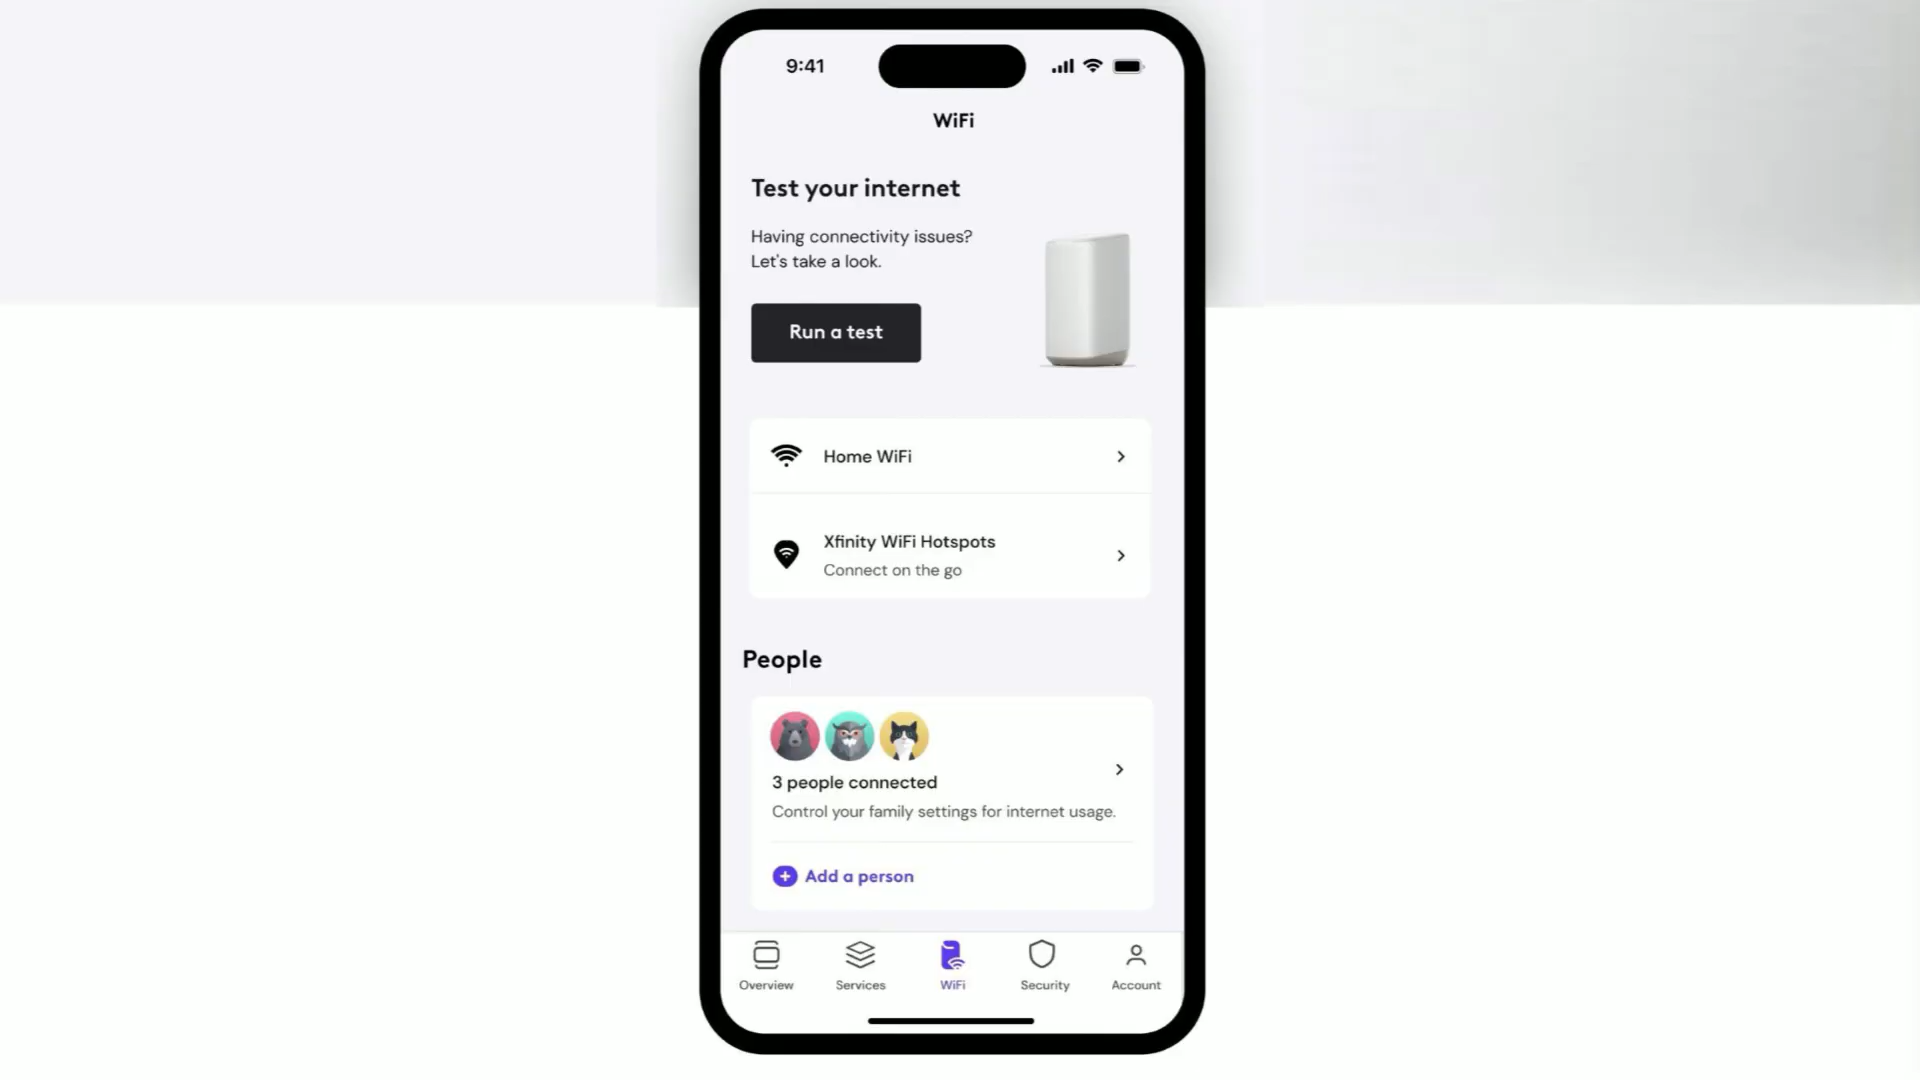 9:41
WiFi
Test your internet
Having connectivity issues?
Let's take a look.
Run a test
Home WiFi
Xfinity WiFi Hotspots
Connect on the go
People
3 people connected
Control your family settings for internet usage.
Add a person
Overview
Services
WiFi
Security
Account